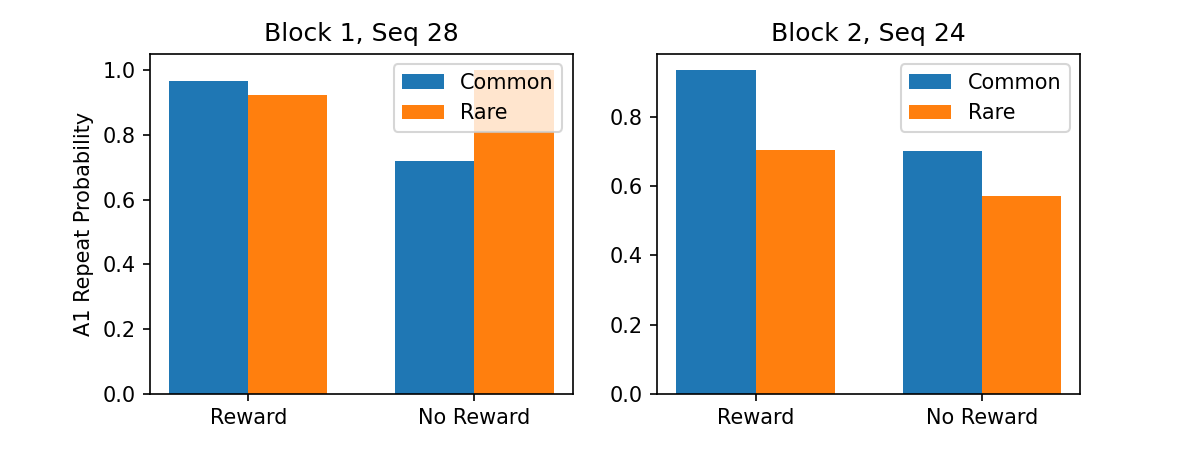 Block 1, Seq 28
A1 Repeat Probability
1.0
0.8
0.6
0.4
0.2
0.0
Common
Rare
Reward
No Reward
Block 2, Seq 24
0.8
0.6
0.4
0.2
0.0
Common
Rare
Reward
No Reward